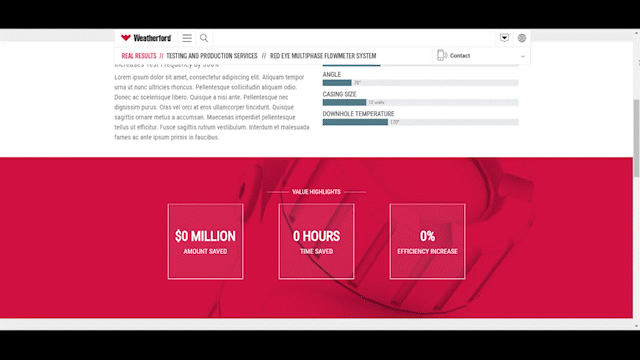 Weatherford
REAL RESULTS // TESTING AND PRODUCTION SERVICES // RED EYE MULTIPHASE FLOWMETER SYSTEM
Contact
Increases Test Frequency by 300%
Lorem ipsum dolor sit amet, consectetur adipiscing elit. Aliquam tempor
urna at nunc ultricies rhoncus. Pellentesque sollicitudin aliquam odio.
Donec ac scelerisque libero. Quisque a nisi ante. Pellentesque nec
dignissim purus. Cras vel orci at eros ullamcorper tincidunt. Quisque
sagittis ornare metus a accumsan. Maecenas imperdiet pellentesque
tellus ut efficitur. Fusce sagittis rutrum vestibulum. Interdum et malesuada
fames ac ante ipsum primis in faucibus.
ANGLE
CASING SIZE
DOWNHOLE TEMPERATURE
VALUE HIGHLIGHTS
$0 MILLION
AMOUNT SAVED
0 HOURS
TIME SAVED
0%
EFFICIENCY INCREASE